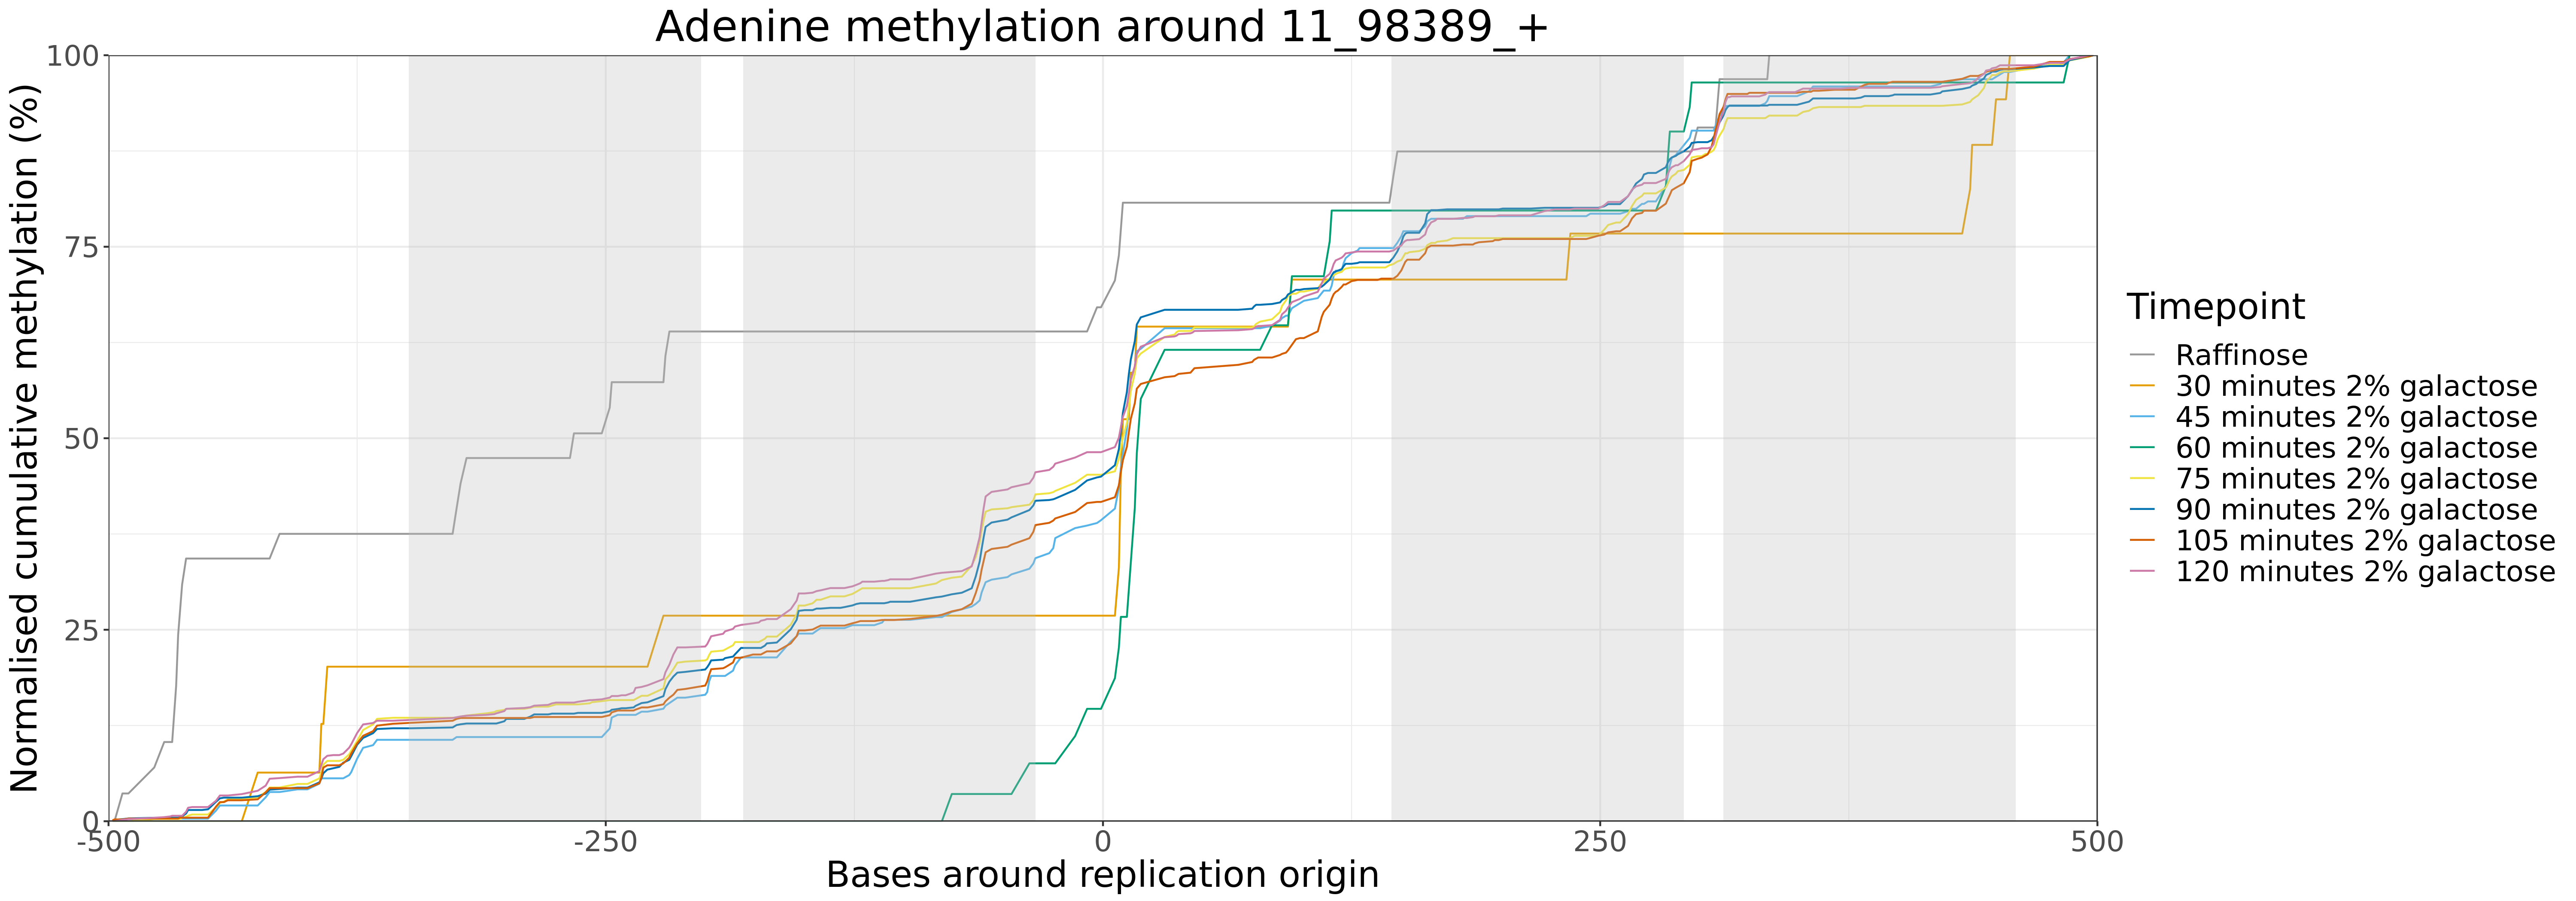 Adenine methylation around 11_98389_+
Normalised cumulative methylation (%)
100
75
50
25
0
-500
-250
0
250
500
Bases around replication origin
Timepoint
Raffinose
30 minutes 2% galactose
45 minutes 2% galactose
60 minutes 2% galactose
75 minutes 2% galactose
90 minutes 2% galactose
105 minutes 2% galactose
120 minutes 2% galactose